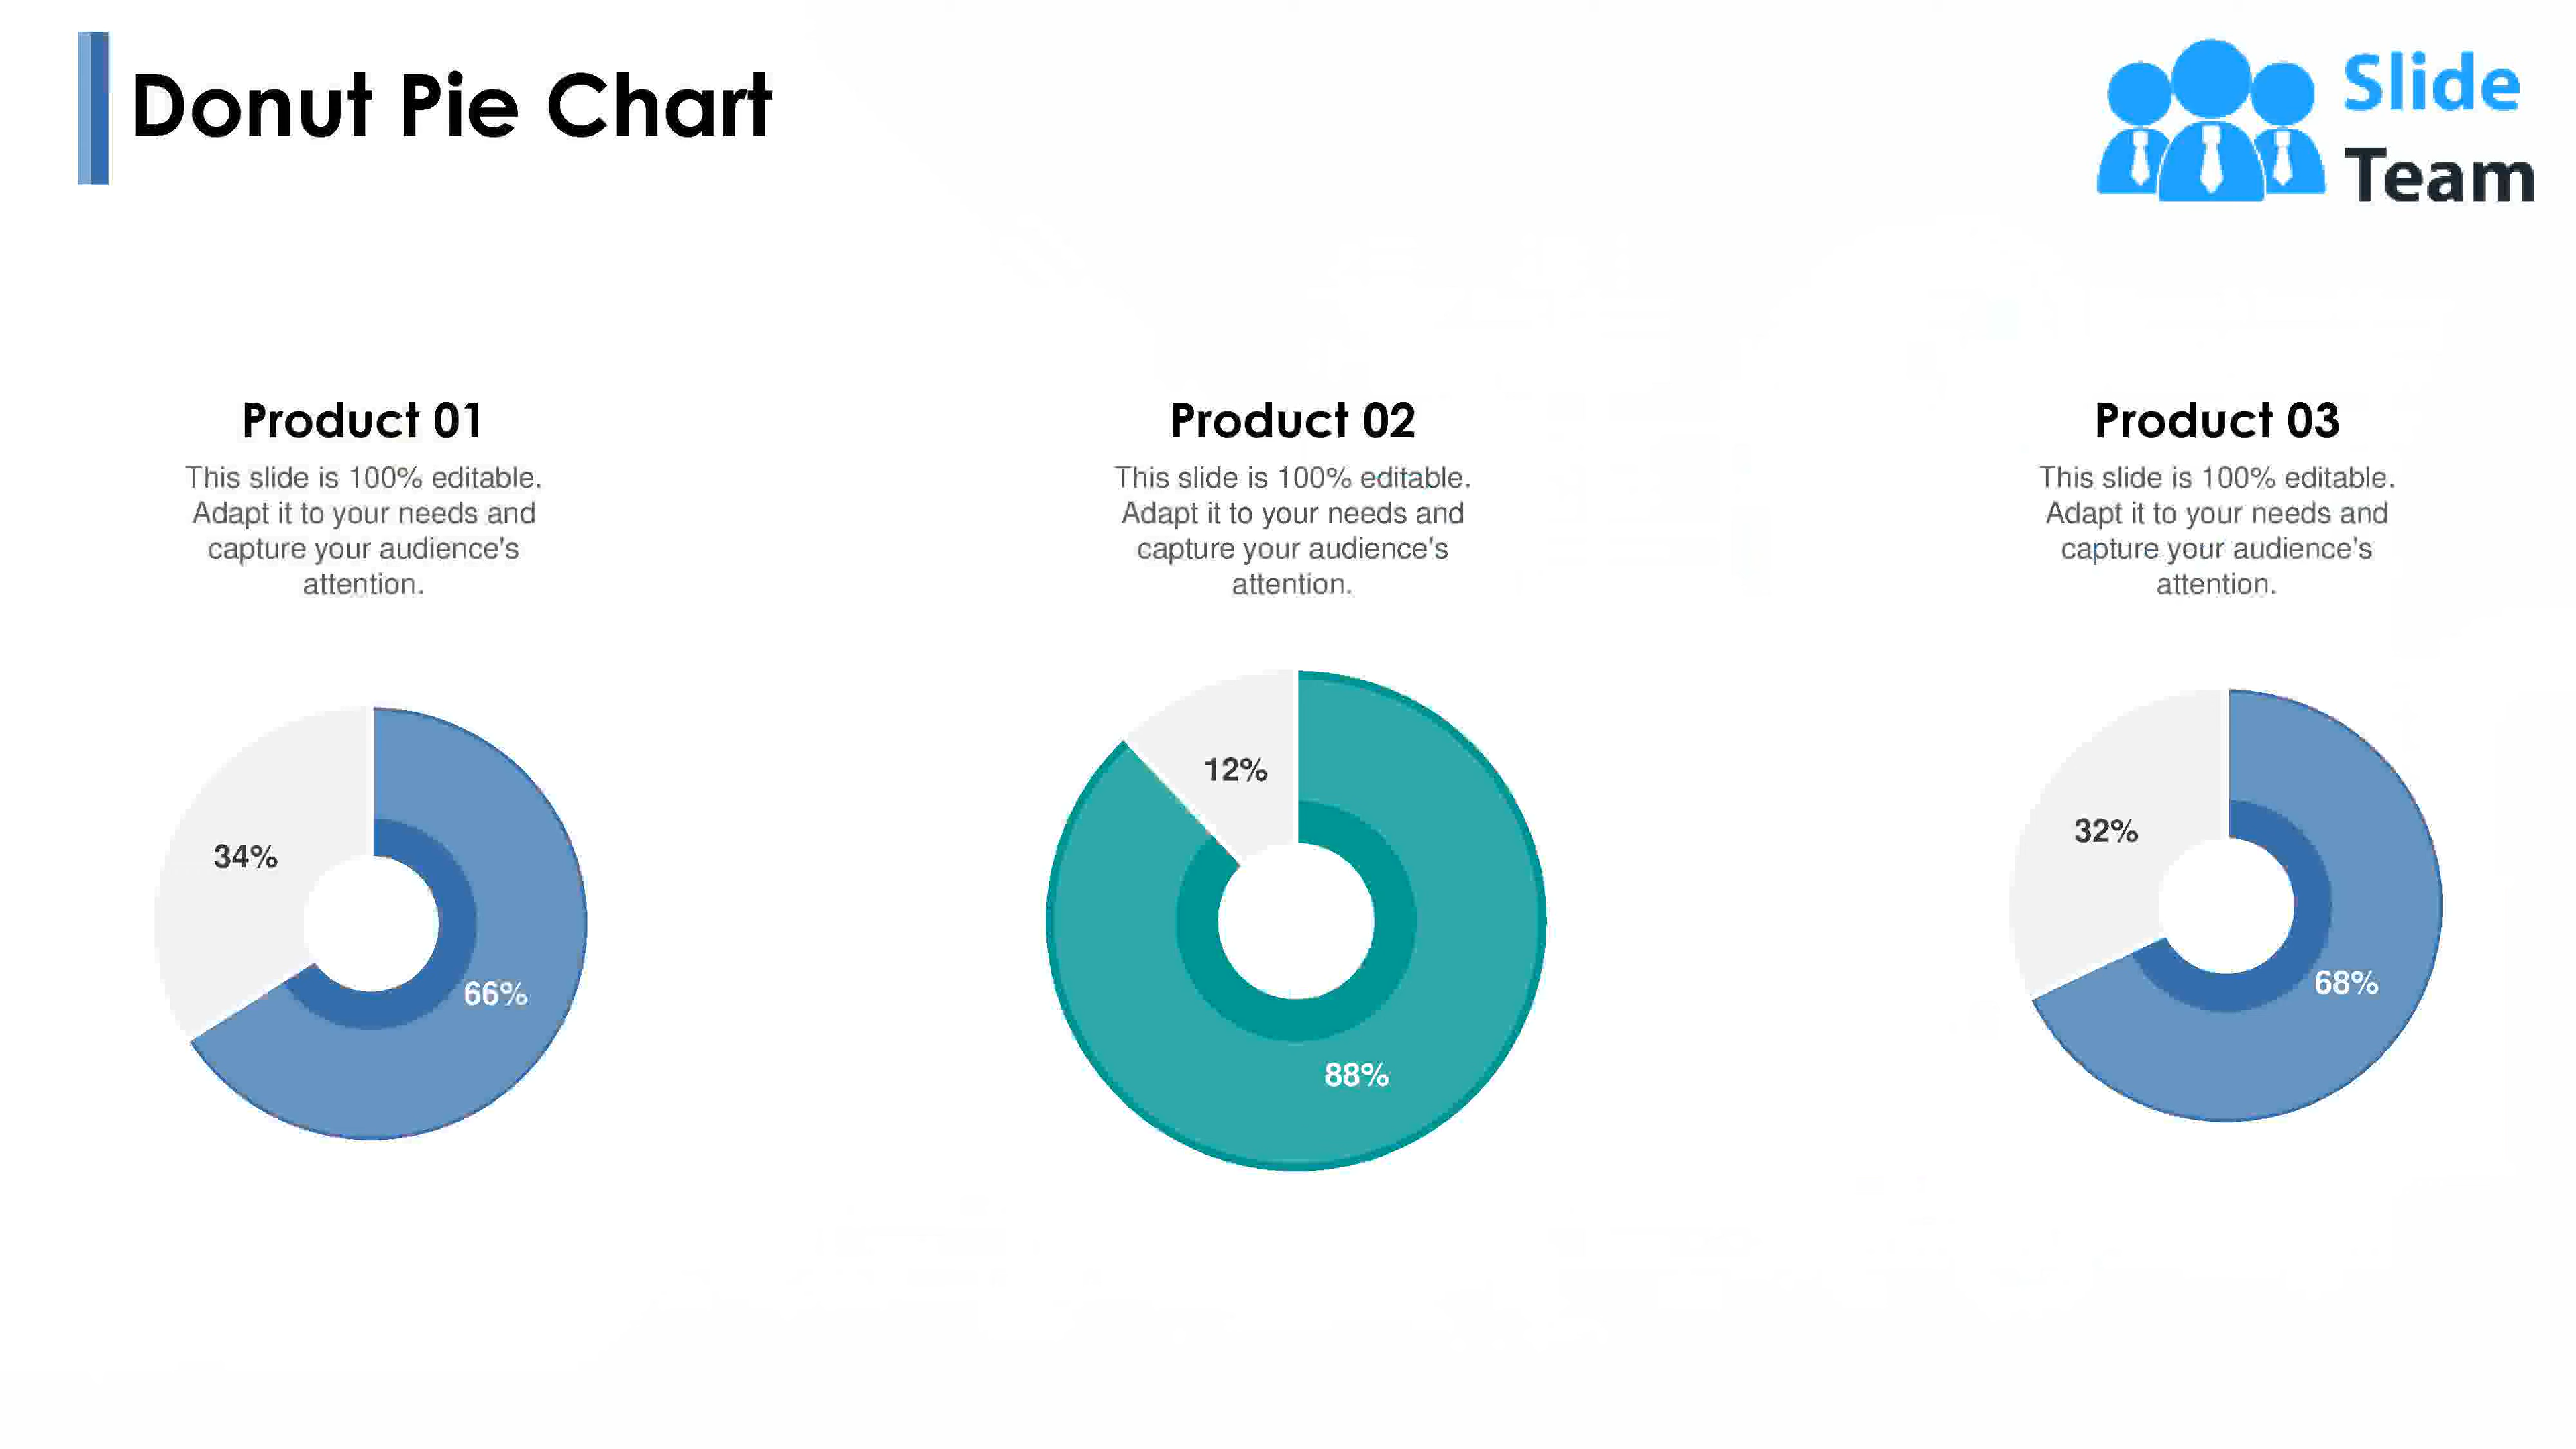 Donut Pie Chart
Slide
Team
Product 01
This slide is 100% editable.
Adapt it to your needs and
capture your audience's
attention.
34%
66%
Product 02
This slide is 100% editable.
Adapt it to your needs and
capture your audience's
attention.
12%
88%
Product 03
This slide is 100% editable.
Adapt it to your needs and
capture your audience's
attention.
32%
68%